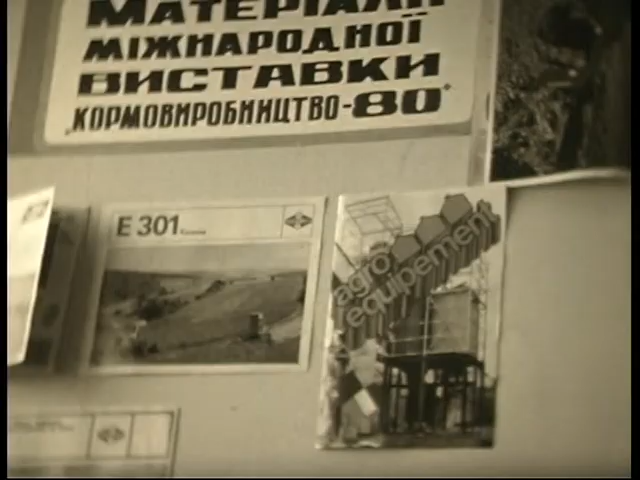 МАТЕРІАЛИ
МІЖНАРОДНОЇ
ВИСТАВКИ
„КОРМОВИРОБНИЦТВО-80"
E 301
agro
equipement